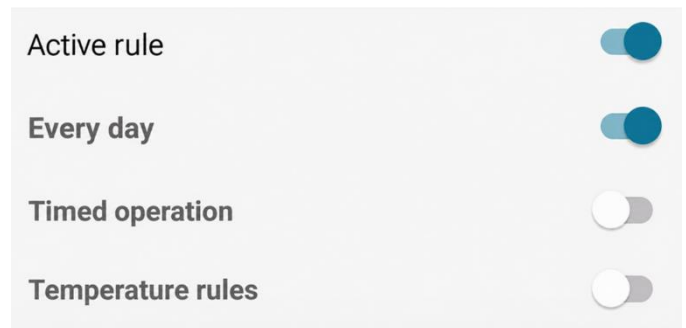 Active rule
Every day
Timed operation
Temperature rules